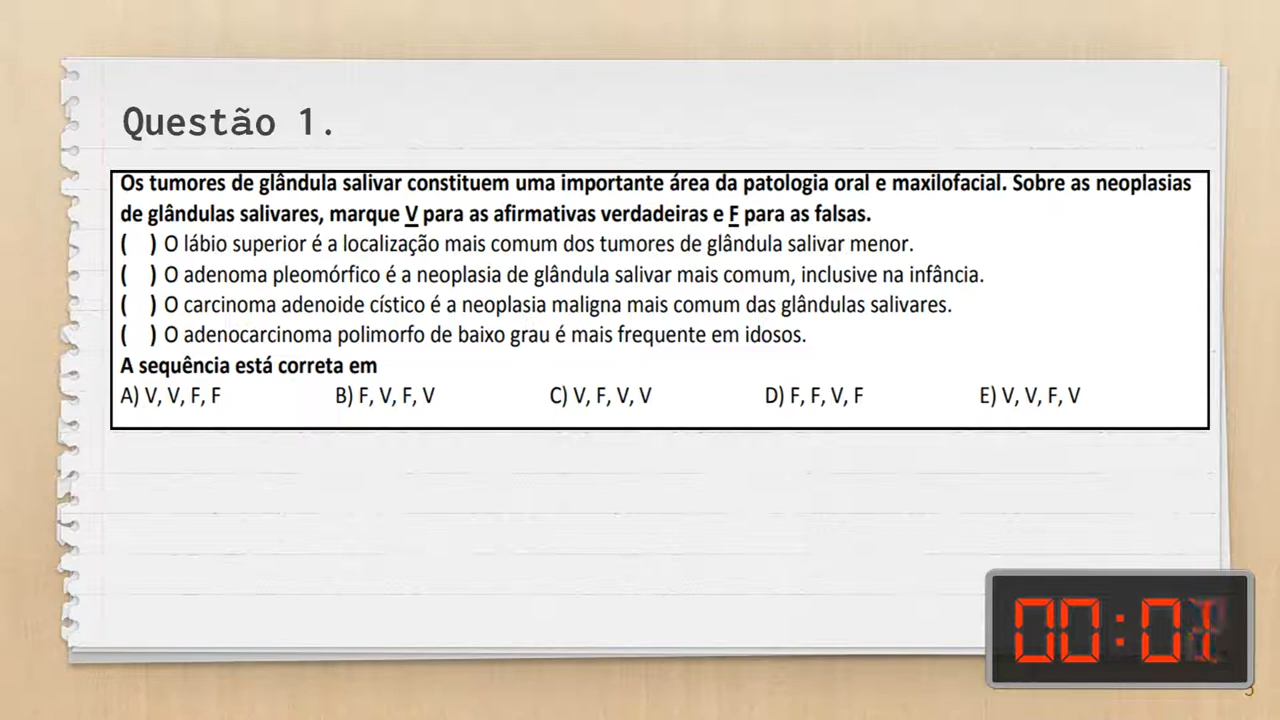 Questão 1.
Os tumores de glândula salivar constituem uma importante área da patologia oral e maxilofacial. Sobre as neoplasias
de glândulas salivares, marque V para as afirmativas verdadeiras e F para as falsas.
( ) O lábio superior é a localização mais comum dos tumores de glândula salivar menor.
( ) O adenoma pleomórfico é a neoplasia de glândula salivar mais comum, inclusive na infância.
( ) O carcinoma adenoide cístico é a neoplasia maligna mais comum das glândulas salivares.
( ) O adenocarcinoma polimorfo de baixo grau é mais frequente em idosos.
A sequência está correta em
A) V, V, F, F B) F, V, F, V C) V, F, V, V D) F, F, V, F E) V, V, F, V
00:01